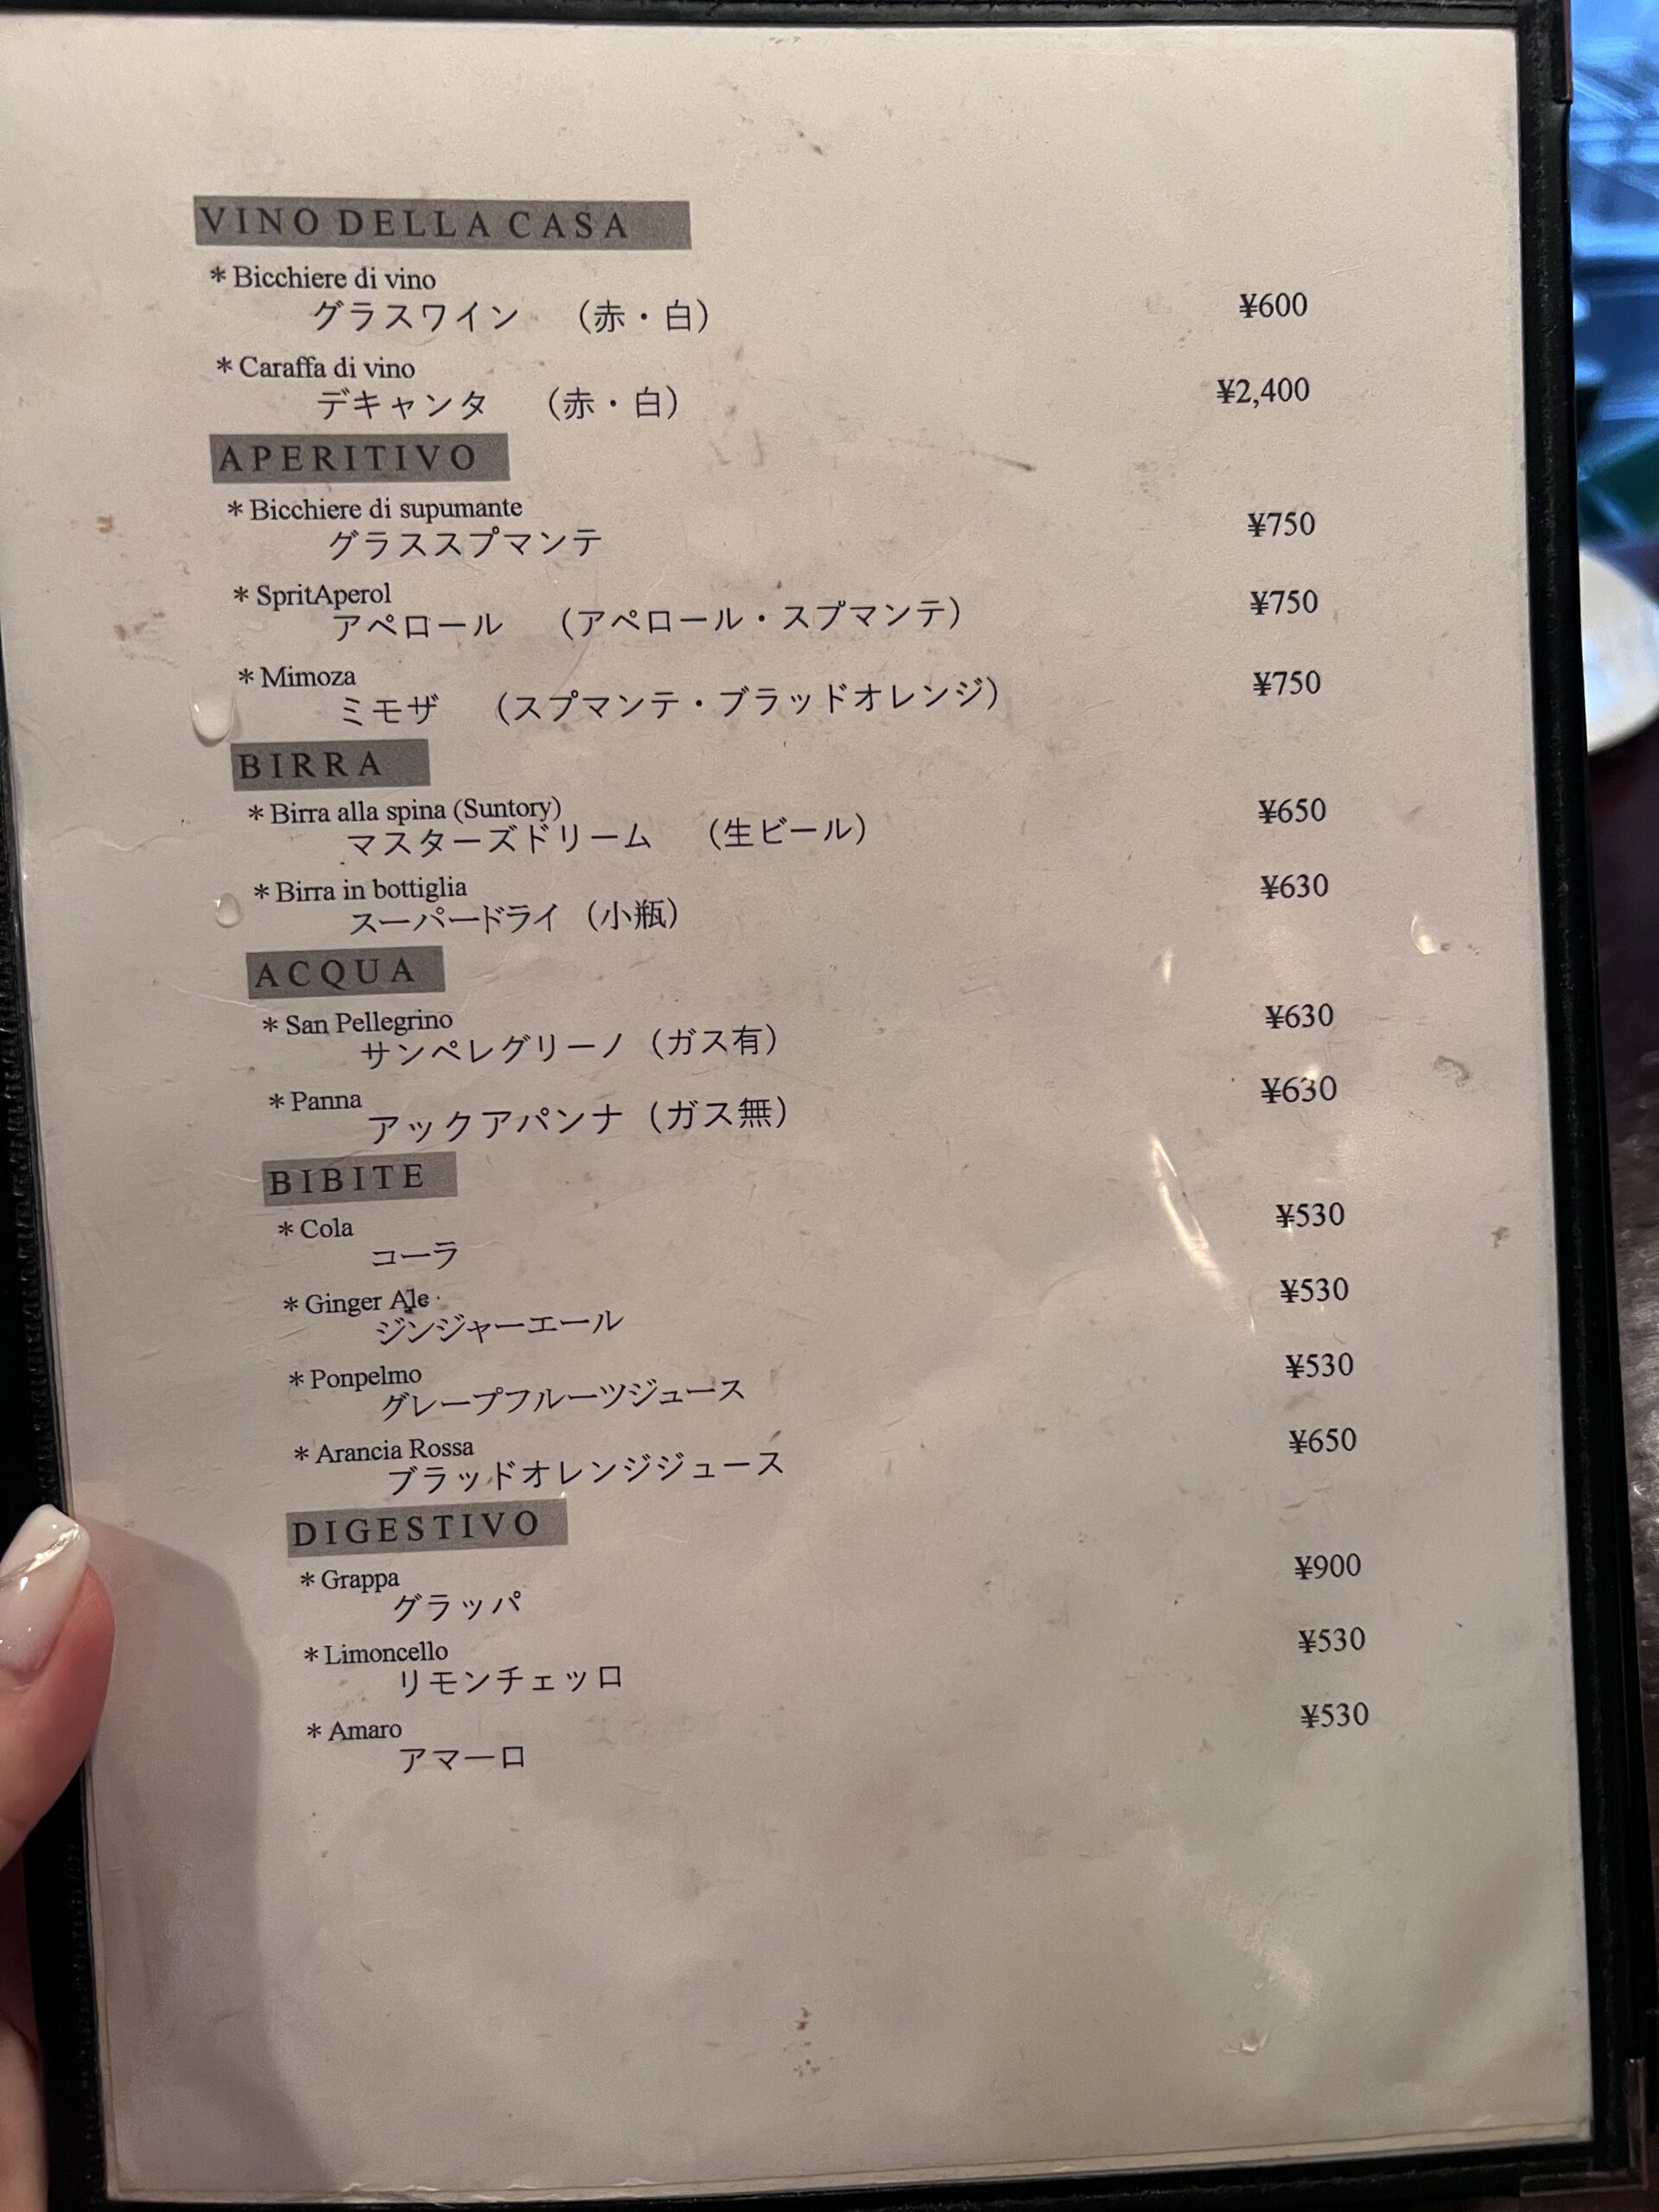 VINO DELLA CASA
＊Bicchiere di vino
グラスワイン　（赤・白） ¥600
＊Caraffa di vino
デキャンタ　（赤・白） ¥2,400
APERITIVO
＊Bicchiere di supumante
グラススプマンテ ¥750
＊SpritAperol
アペロール　（アペロール・スプマンテ） ¥750
＊Mimoza
ミモザ　（スプマンテ・ブラッドオレンジ） ¥750
BIRRA
＊Birra alla spina (Suntory)
マスターズドリーム　（生ビール） ¥650
＊Birra in bottiglia
スーパードライ（小瓶） ¥630
ACQUA
＊San Pellegrino
サンペレグリーノ（ガス有） ¥630
＊Panna
アックアパンナ（ガス無） ¥630
BIBITE
＊Cola
コーラ ¥530
＊Ginger Ale
ジンジャーエール ¥530
＊Ponpelmo
グレープフルーツジュース ¥530
＊Arancia Rossa
ブラッドオレンジジュース ¥650
DIGESTIVO
＊Grappa
グラッパ ¥900
＊Limoncello
リモンチェッロ ¥530
＊Amaro
アマーロ ¥530